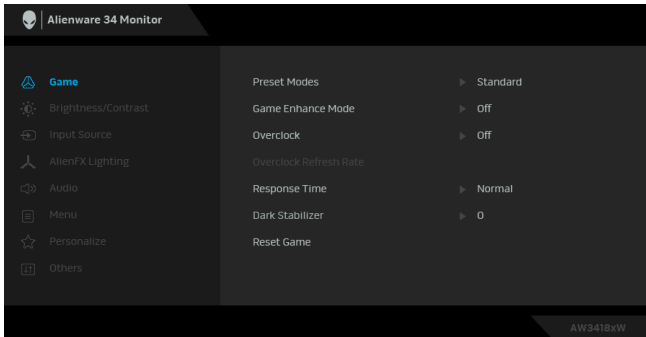 Alienware 34 Monitor
Game
Brightness/Contrast
Input Source
AlienFX Lighting
Audio
Menu
Personalize
Others
Preset Modes Standard
Game Enhance Mode Off
Overclock Off
Overclock Refresh Rate
Response Time Normal
Dark Stabilizer 0
Reset Game
AW3418xW